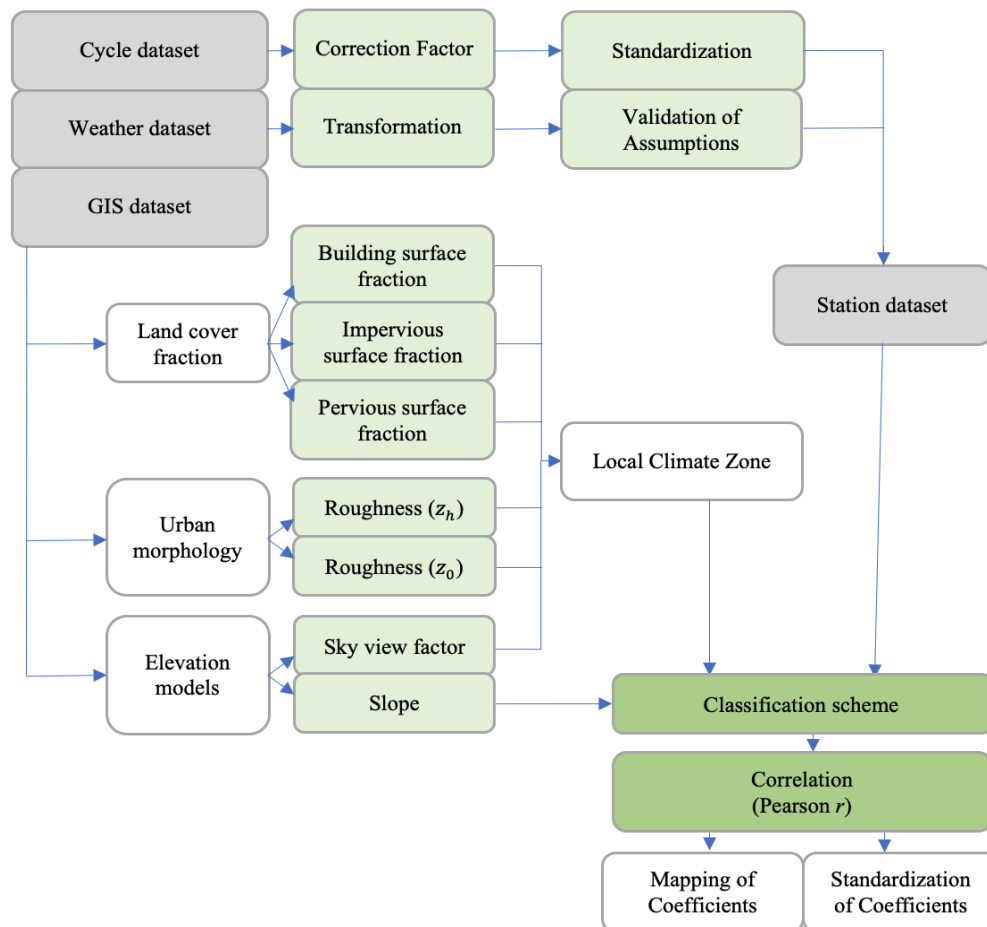 Cycle dataset
Correction Factor
Standardization
Weather dataset
Transformation
Validation of
Assumptions
GIS dataset
Building surface
fraction
Station dataset
Land cover
fraction
Impervious
surface fraction
Pervious surface
fraction
Local Climate Zone
Urban
morphology
Roughness (zₕ)
Roughness (z₀)
Elevation
models
Sky view factor
Slope
Classification scheme
Correlation
(Pearson r)
Mapping of
Coefficients
Standardization
of Coefficients